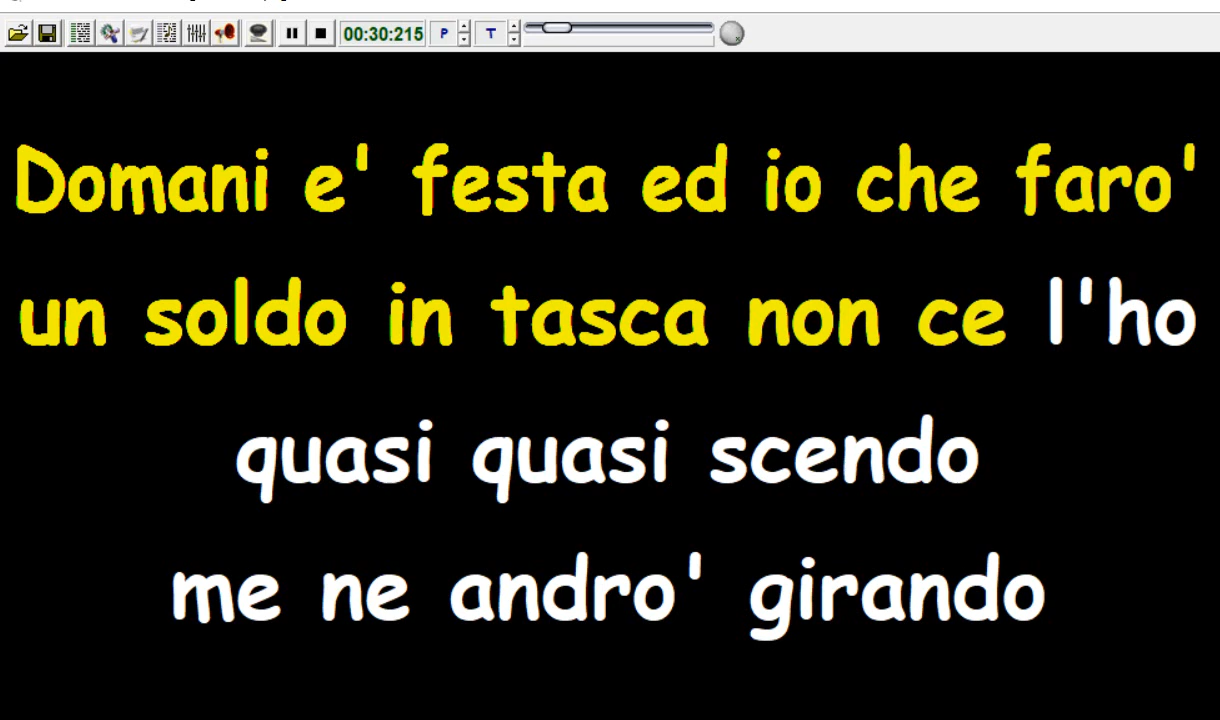 00:30:215 P T
Domani e' festa ed io che faro'
un soldo in tasca non ce l'ho
quasi quasi scendo
me ne andro' girando